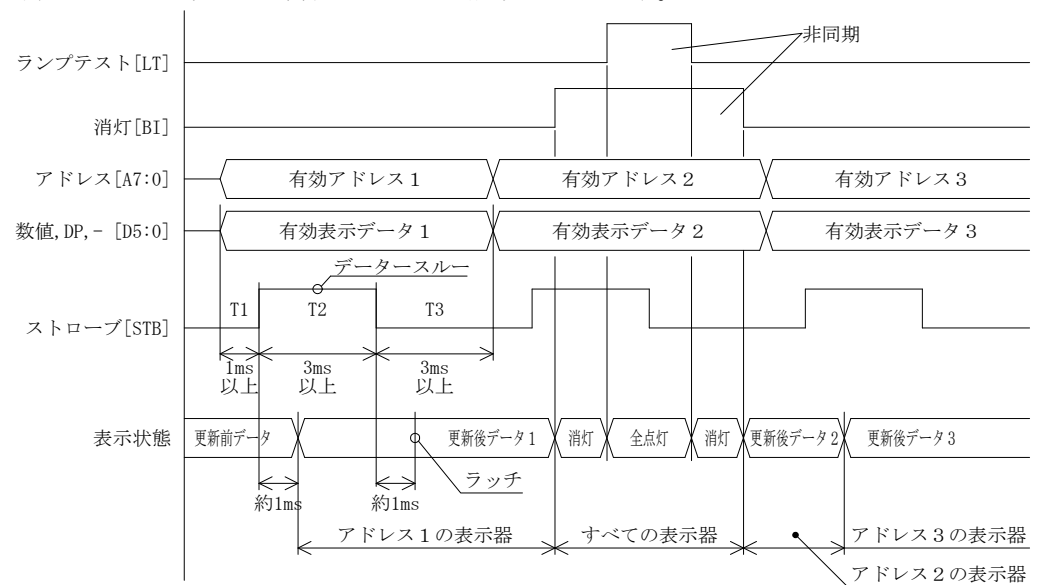 ランプテスト[LT]
非同期
消灯[BI]
アドレス[A7:0]
有効アドレス１
有効アドレス２
有効アドレス３
数値,DP,- [D5:0]
有効表示データ１
有効表示データ２
有効表示データ３
データースルー
ストローブ[STB]
T1
T2
T3
1ms
以上
3ms
以上
3ms
以上
表示状態
更新前データ
更新後データ1
消灯
全点灯
消灯
更新後データ2
更新後データ3
ラッチ
約1ms
約1ms
アドレス１の表示器
すべての表示器
アドレス３の表示器
アドレス２の表示器